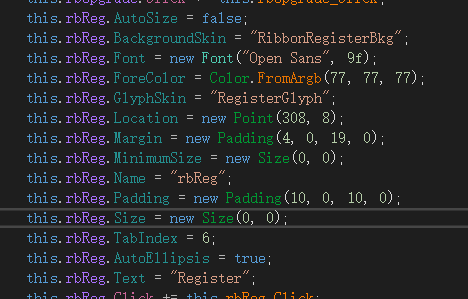 this.rbUpgrade.Click += this.rbUpgrade_Click;
this.rbReg.AutoSize = false;
this.rbReg.BackgroundSkin = "RibbonRegisterBkg";
this.rbReg.Font = new Font("Open Sans", 9f);
this.rbReg.ForeColor = Color.FromArgb(77, 77, 77);
this.rbReg.GlyphSkin = "RegisterGlyph";
this.rbReg.Location = new Point(308, 8);
this.rbReg.Margin = new Padding(4, 0, 19, 0);
this.rbReg.MinimumSize = new Size(0, 0);
this.rbReg.Name = "rbReg";
this.rbReg.Padding = new Padding(10, 0, 10, 0);
this.rbReg.Size = new Size(0, 0);
this.rbReg.TabIndex = 6;
this.rbReg.AutoEllipsis = true;
this.rbReg.Text = "Register";
this.rbReg.Click += this.rbReg_Click;